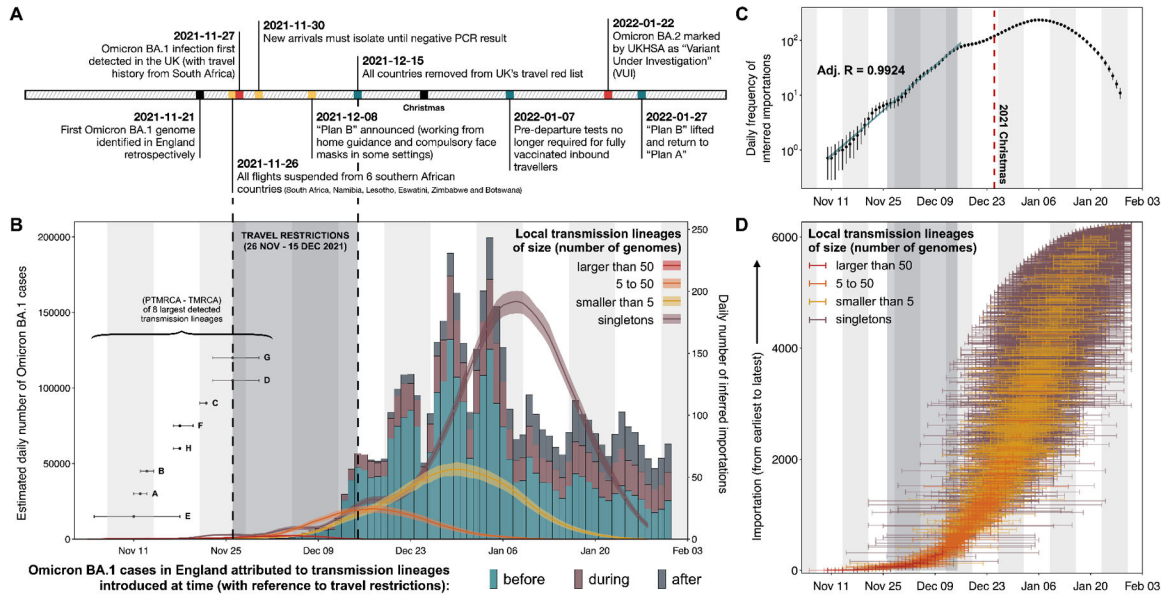 A
2021-11-27
Omicron BA.1 infection first
detected in the UK (with travel
history from South Africa)
2021-11-30
New arrivals must isolate until negative PCR result
2021-12-15
All countries removed from UK's travel red list
2022-01-22
Omicron BA.2 marked
by UKHSA as “Variant
Under Investigation”
(VUI)
Christmas
2021-11-21
First Omicron BA.1 genome
identified in England
retrospectively
2021-11-26
All flights suspended from 6 southern African
countries (South Africa, Namibia, Lesotho, Eswatini, Zimbabwe and Botswana)
2021-12-08
“Plan B” announced (working from
home guidance and compulsory face
masks in some settings)
2022-01-07
Pre-departure tests no
longer required for fully
vaccinated inbound
travellers
2022-01-27
“Plan B” lifted
and return to
“Plan A”
B
Estimated daily number of Omicron BA.1 cases
200000
150000
100000
50000
0
TRAVEL RESTRICTIONS
(26 NOV - 15 DEC 2021)
(PTMRCA - TMRCA)
of 8 largest detected
transmission lineages
G
D
C
F
H
B
A
E
Local transmission lineages
of size (number of genomes)
larger than 50
5 to 50
smaller than 5
singletons
250
200
150
100
50
0
Daily number of inferred importations
Nov 11
Nov 25
Dec 09
Dec 23
Jan 06
Jan 20
Feb 03
Omicron BA.1 cases in England attributed to transmission lineages
introduced at time (with reference to travel restrictions):
before
during
after
C
Daily frequency of
inferred importations
10²
10¹
10⁰
Adj. R = 0.9924
2021 Christmas
Nov 11
Nov 25
Dec 09
Dec 23
Jan 06
Jan 20
Feb 03
D
Importation (from earliest to latest)
6000
4000
2000
0
Local transmission lineages
of size (number of genomes)
larger than 50
5 to 50
smaller than 5
singletons
Nov 11
Nov 25
Dec 09
Dec 23
Jan 06
Jan 20
Feb 03